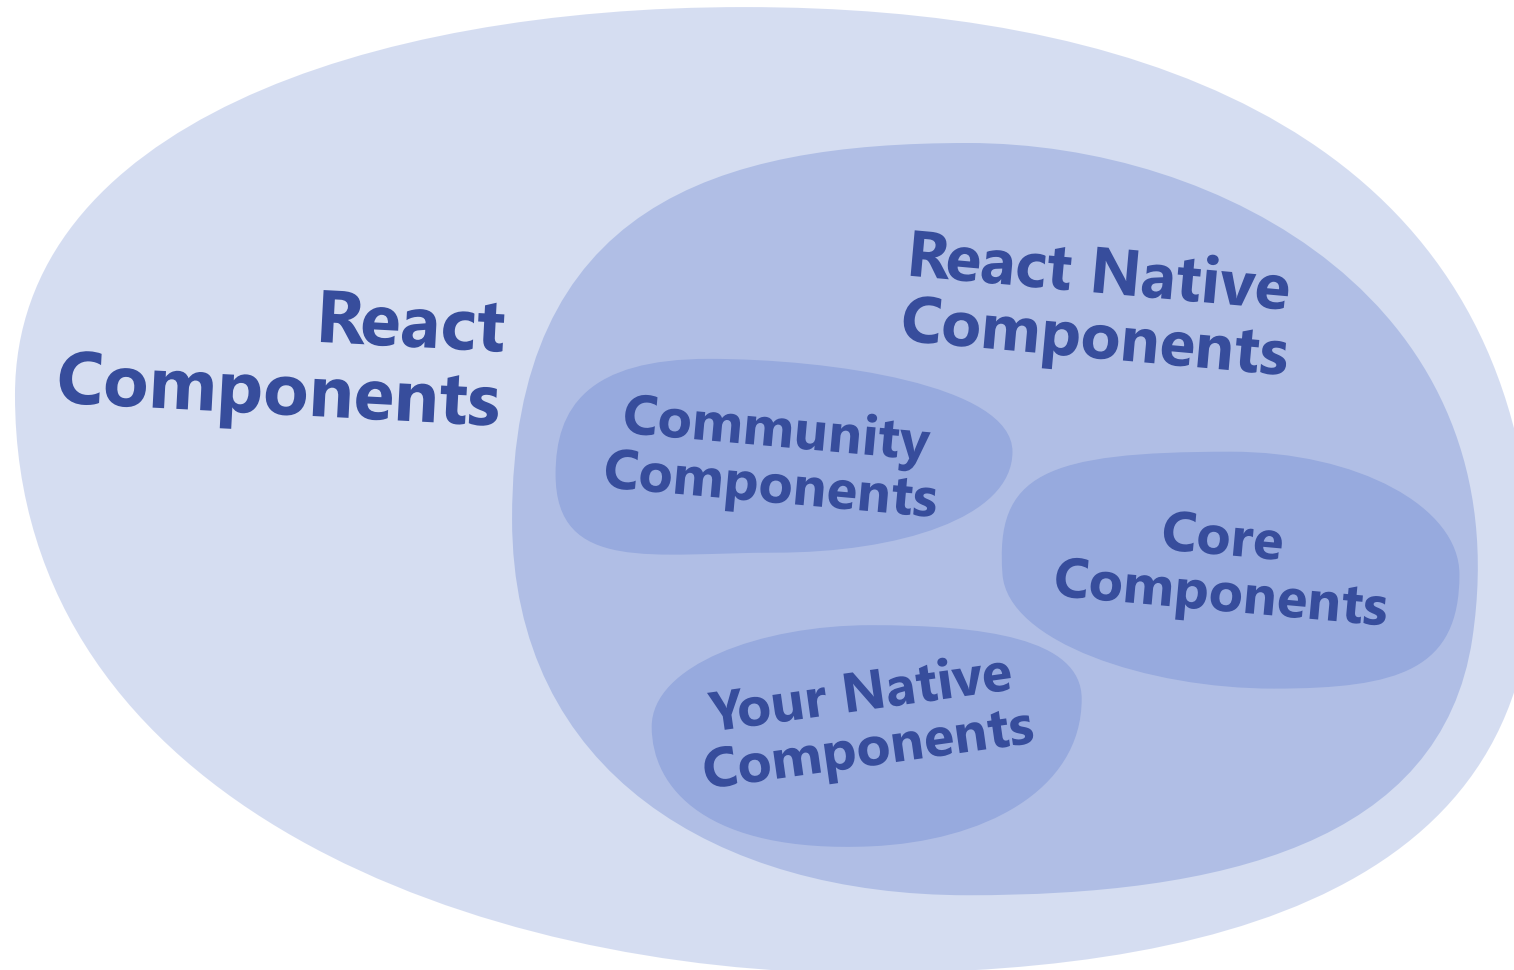 React
Components
React Native
Components
Community
Components
Core
Components
Your Native
Components